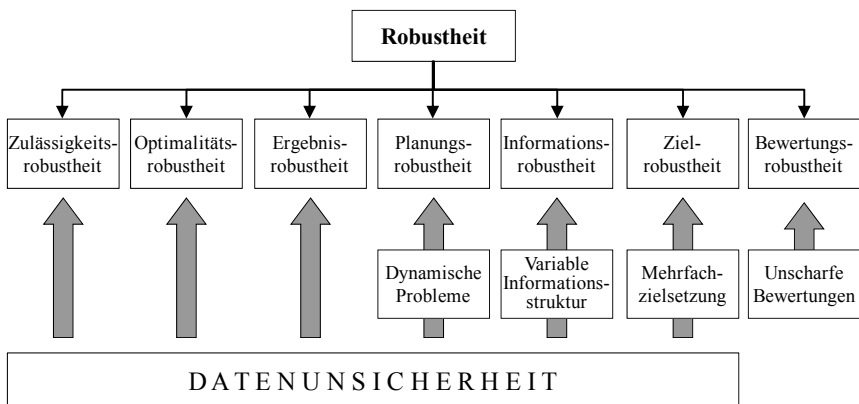 Robustheit
Zulässigkeits-
robustheit
Optimalitäts-
robustheit
Ergebnis-
robustheit
Planungs-
robustheit
Informations-
robustheit
Ziel-
robustheit
Bewertungs-
robustheit
Dynamische
Probleme
Variable
Informations-
struktur
Mehrfach-
zielsetzung
Unscharfe
Bewertungen
DATENUNSICHERHEIT